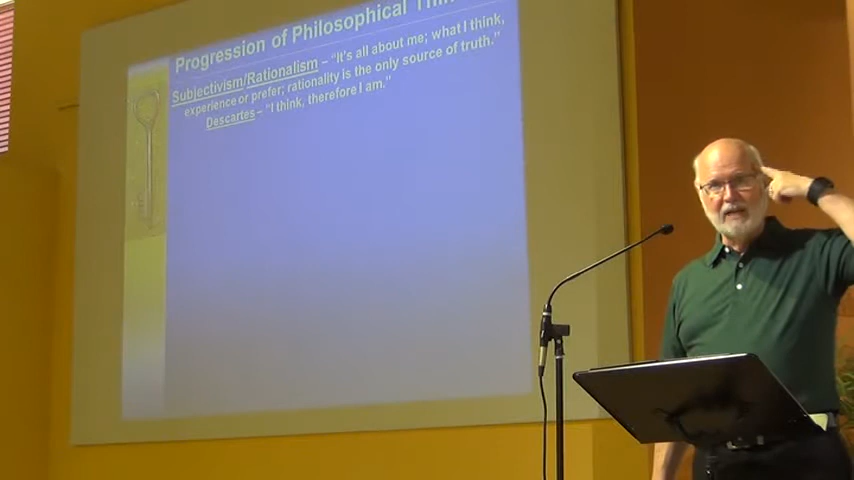 Progression of Philosophical
Subjectivism/Rationalism – "It's all about me; what I think,
experience or prefer; rationality is the only source of truth."
Descartes – "I think, therefore I am."